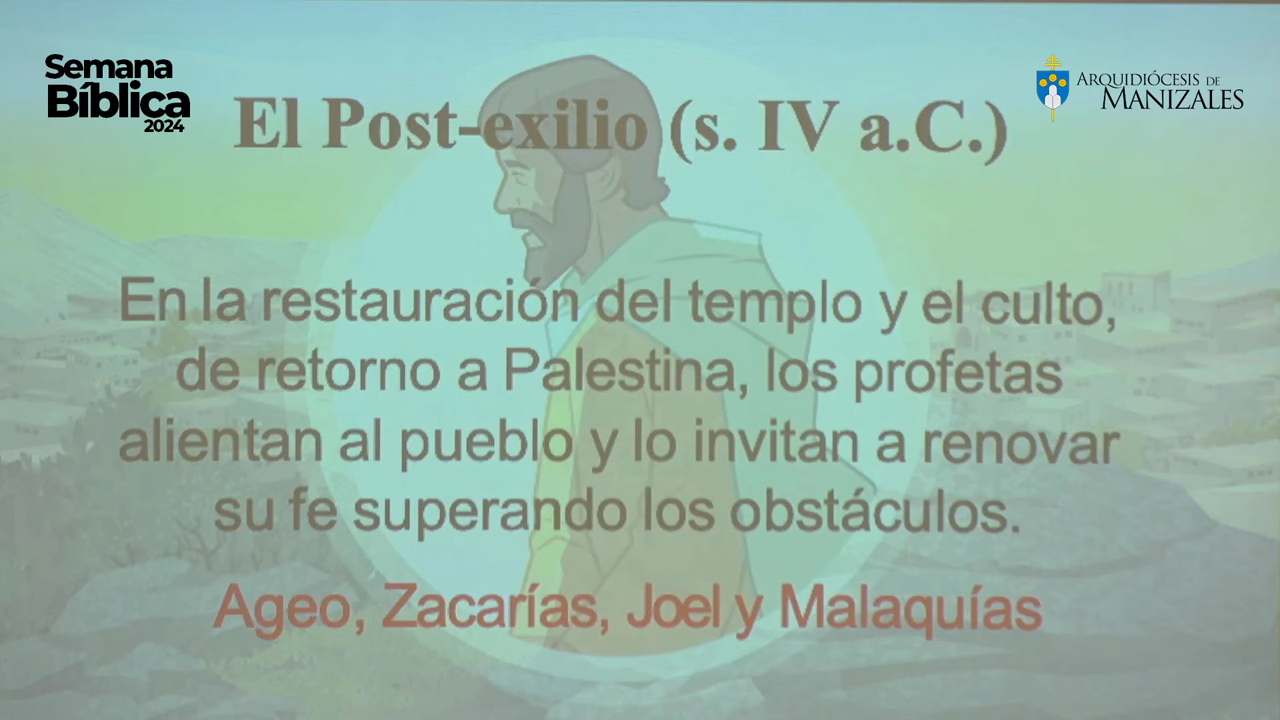 Semana
Bíblica
2024
ARQUIDIÓCESIS DE
MANIZALES
El Post-exilio (s. IV a.C.)
En la restauración del templo y el culto,
de retorno a Palestina, los profetas
alientan al pueblo y lo invitan a renovar
su fe superando los obstáculos.
Ageo, Zacarías, Joel y Malaquías